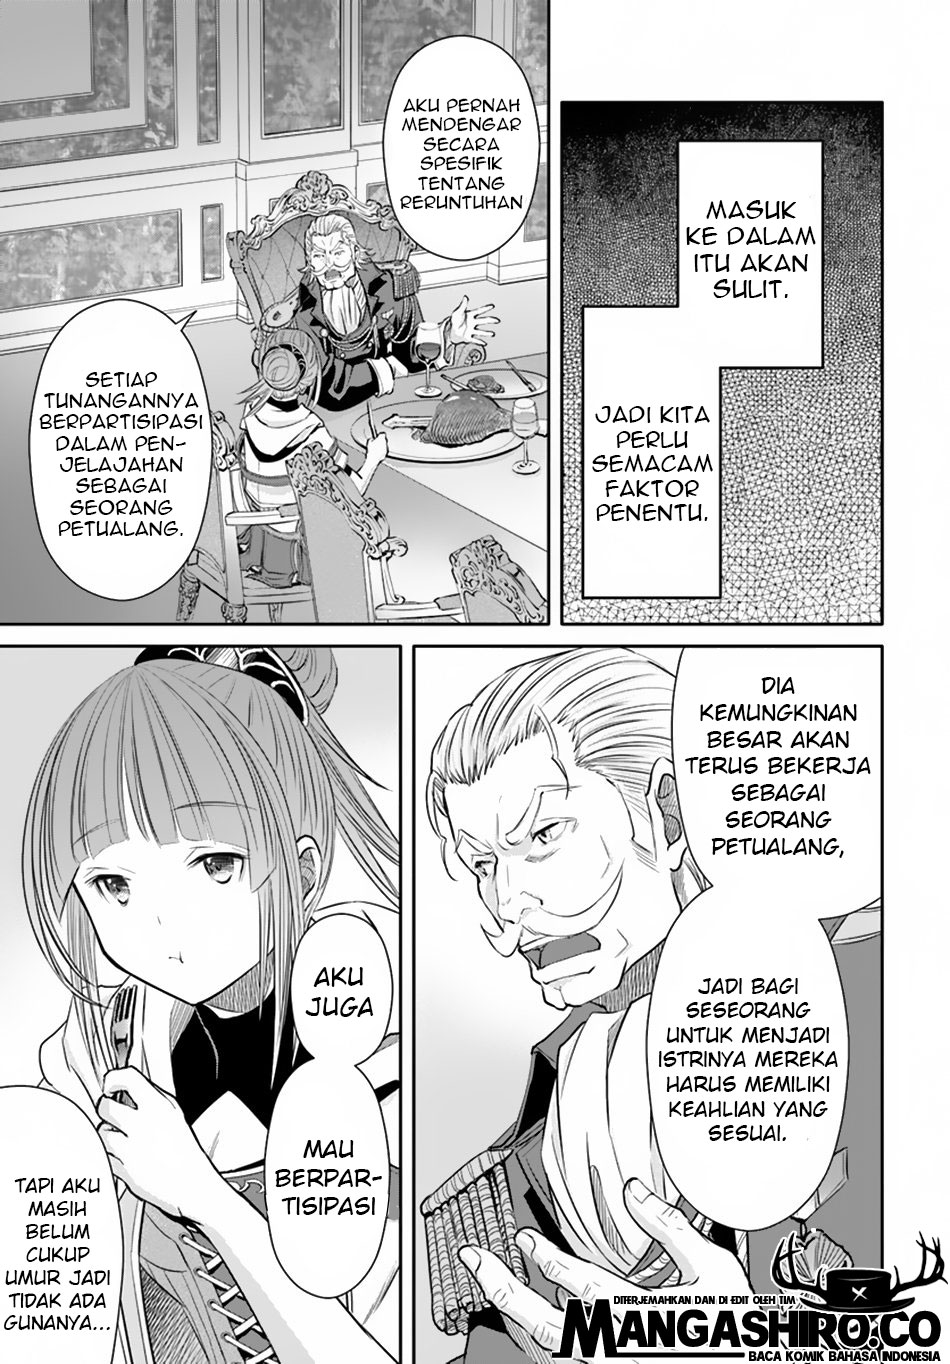 MASUK
KE DALAM
ITU AKAN
SULIT.
JADI KITA
PERLU
SEMACAM
FAKTOR
PENENTU.
AKU PERNAH
MENDENGAR
SECARA
SPESIFIK
TENTANG
RERUNTUHAN
SETIAP
TUNANGANNYA
BERPARTISIPASI
DALAM PEN-
JELAJAHAN
SEBAGAI
SEORANG
PETUALANG.
DIA
KEMUNGKINAN
BESAR AKAN
TERUS BEKERJA
SEBAGAI
SEORANG
PETUALANG,
JADI BAGI
SESEORANG
UNTUK MENJADI
ISTRINYA MEREKA
HARUS MEMILIKI
KEAHLIAN YANG
SESUAI.
AKU
JUGA
MAU
BERPAR-
TISIPASI
TAPI AKU
MASIH
BELUM
CUKUP
UMUR JADI
TIDAK ADA
GUNANYA...
DITERJEMAHKAN DAN DI EDIT OLEH TIM
MANGASHIRO.CO
BACA KOMIK BAHASA INDONESIA